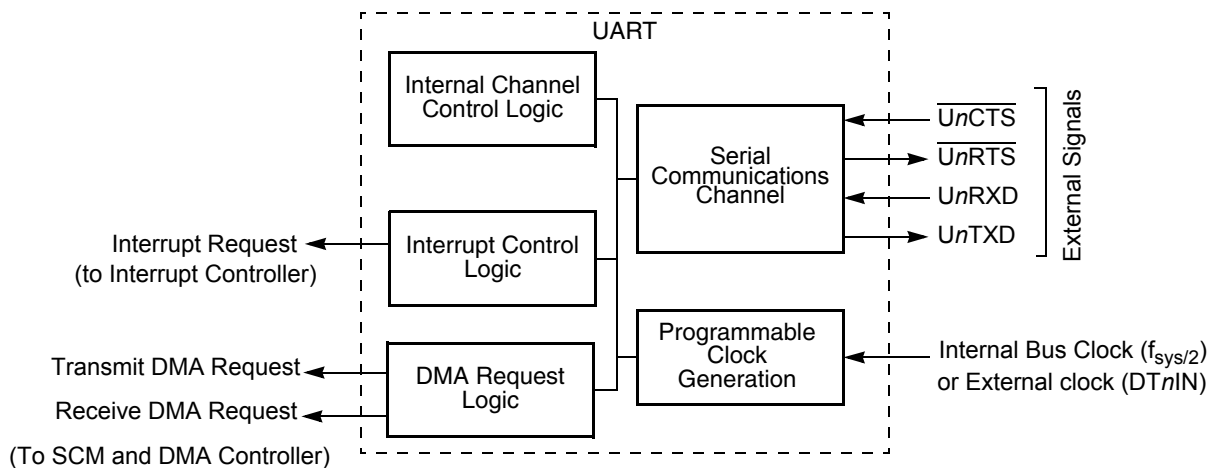 UART
Internal Channel
Control Logic
Serial
Communications
Channel
UnCTS
UnRTS
UnRXD
UnTXD
External Signals
Interrupt Request
(to Interrupt Controller)
Interrupt Control
Logic
Programmable
Clock
Generation
Internal Bus Clock (fsys/2)
or External clock (DTnIN)
Transmit DMA Request
Receive DMA Request
(To SCM and DMA Controller)
DMA Request
Logic